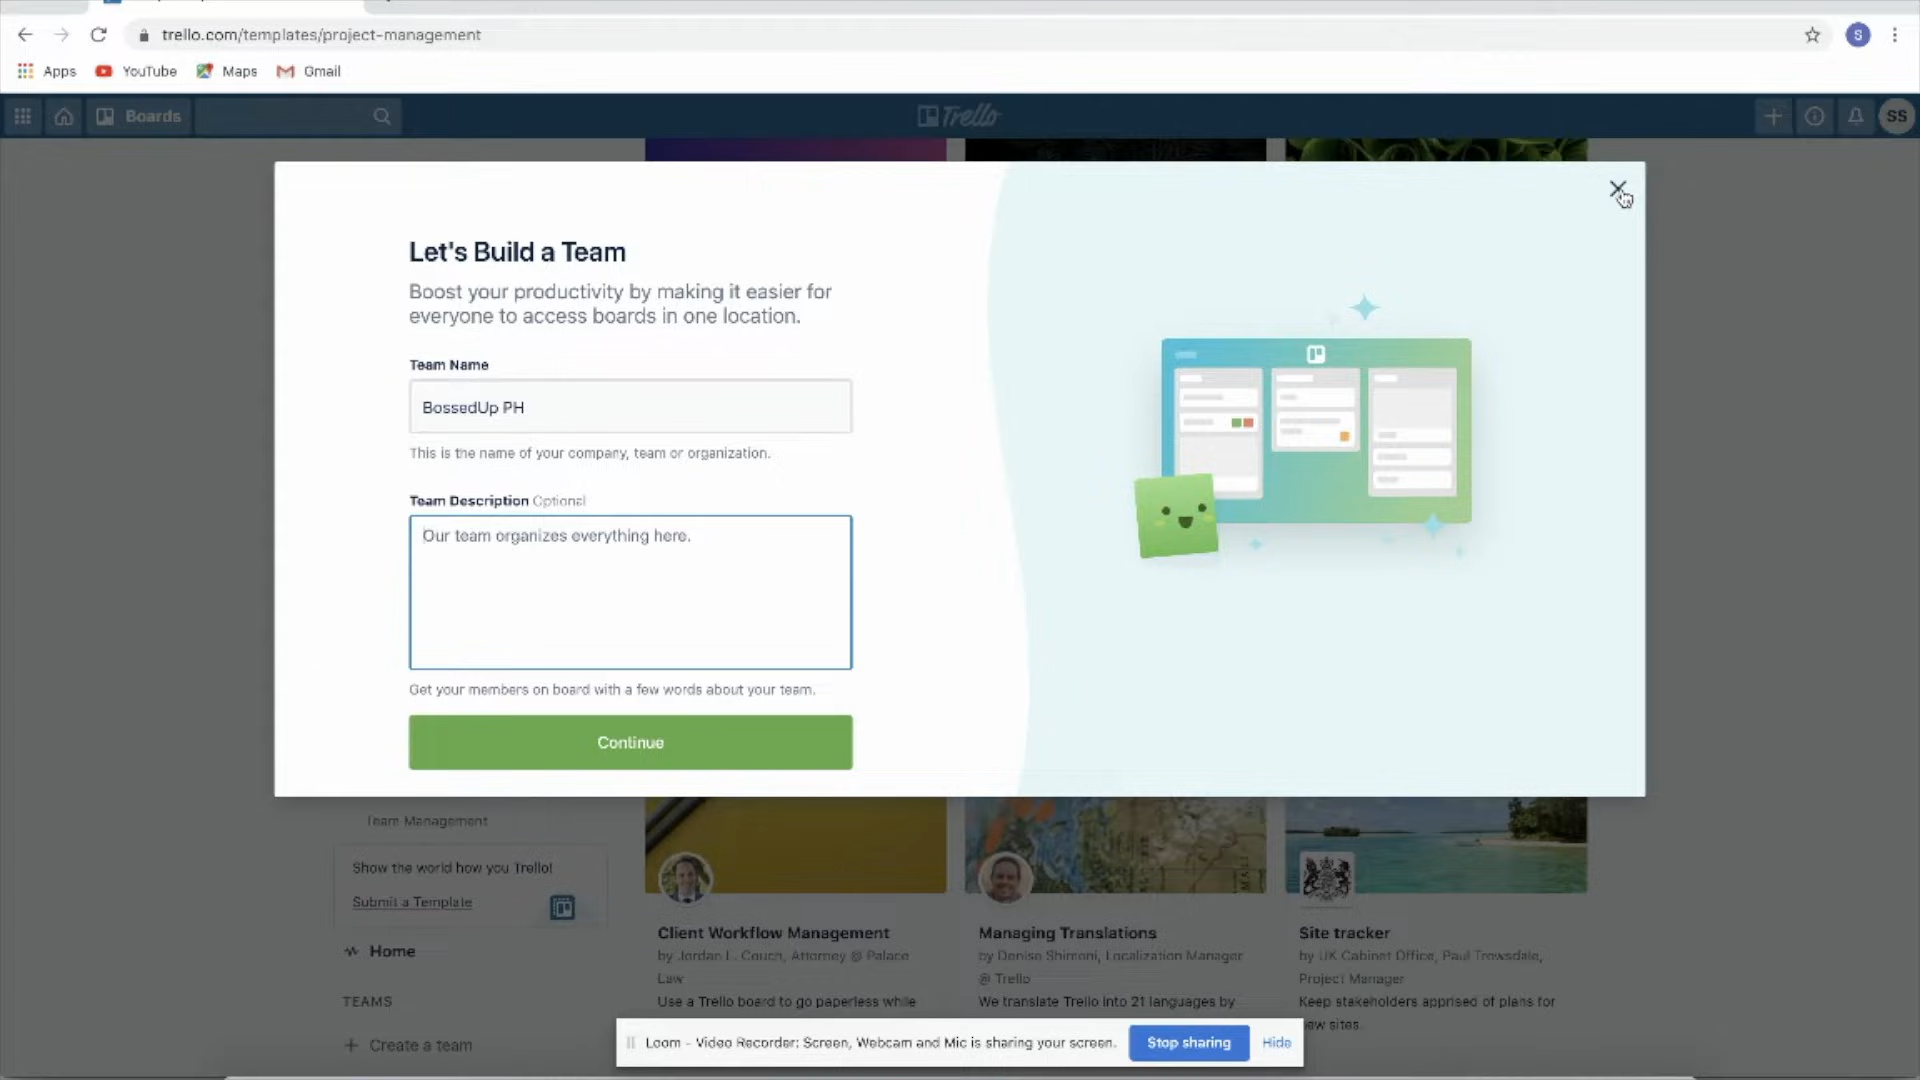 trello.com/templates/project-management
S
Apps YouTube Maps Gmail
Boards
Trello
SS
Let's Build a Team
Boost your productivity by making it easier for
everyone to access boards in one location.
Team Name
BossedUp PH
This is the name of your company, team or organization.
Team Description Optional
Our team organizes everything here.
Get your members on board with a few words about your team.
Continue
Team Management
Show the world how you Trello!
Submit a Template
Home
TEAMS
+ Create a team
Client Workflow Management
by Jordan L. Couch, Attorney @ Palace
Law
Use a Trello board to go paperless while
Managing Translations
by Denise Shimoni, Localization Manager
@ Trello
We translate Trello into 21 languages by
Site tracker
by UK Cabinet Office, Paul Trowsdale,
Project Manager
Keep stakeholders apprised of plans for
new sites.
Loom - Video Recorder: Screen, Webcam and Mic is sharing your screen.
Stop sharing
Hide